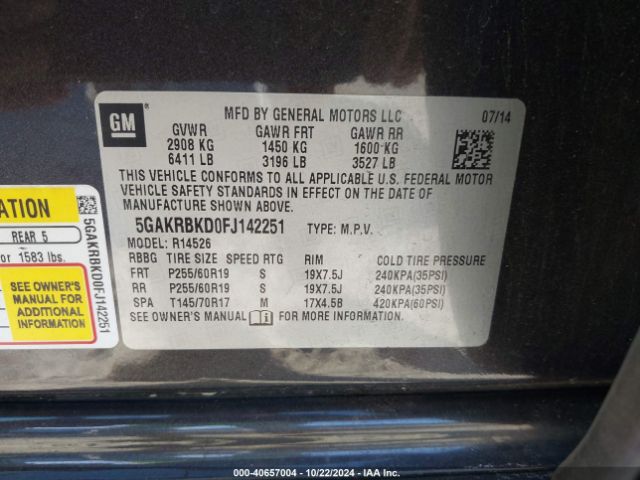 GM
MFD BY GENERAL MOTORS LLC 07/14
GVWR GAWR FRT GAWR RR
2908 KG 1450 KG 1600 KG
6411 LB 3196 LB 3527 LB
THIS VEHICLE CONFORMS TO ALL APPLICABLE U.S. FEDERAL MOTOR
VEHICLE SAFETY STANDARDS IN EFFECT ON THE DATE OF
MANUFACTURE SHOWN ABOVE.
5GAKRBKD0FJ142251 TYPE: M.P.V.
MODEL: R14526
RBBG TIRE SIZE SPEED RTG RIM COLD TIRE PRESSURE
FRT P255/60R19 S 19X7.5J 240KPA(35PSI)
RR P255/60R19 S 19X7.5J 240KPA(35PSI)
SPA T145/70R17 M 17X4.5B 420KPA(60PSI)
SEE OWNER'S MANUAL FOR MORE INFORMATION.
ATION
REAR 5
or 1583 lbs.
SEE OWNER'S
MANUAL FOR
ADDITIONAL
INFORMATION
5GAKRBKD0FJ142251
000-40657004 | 10/22/2024 | IAA Inc.